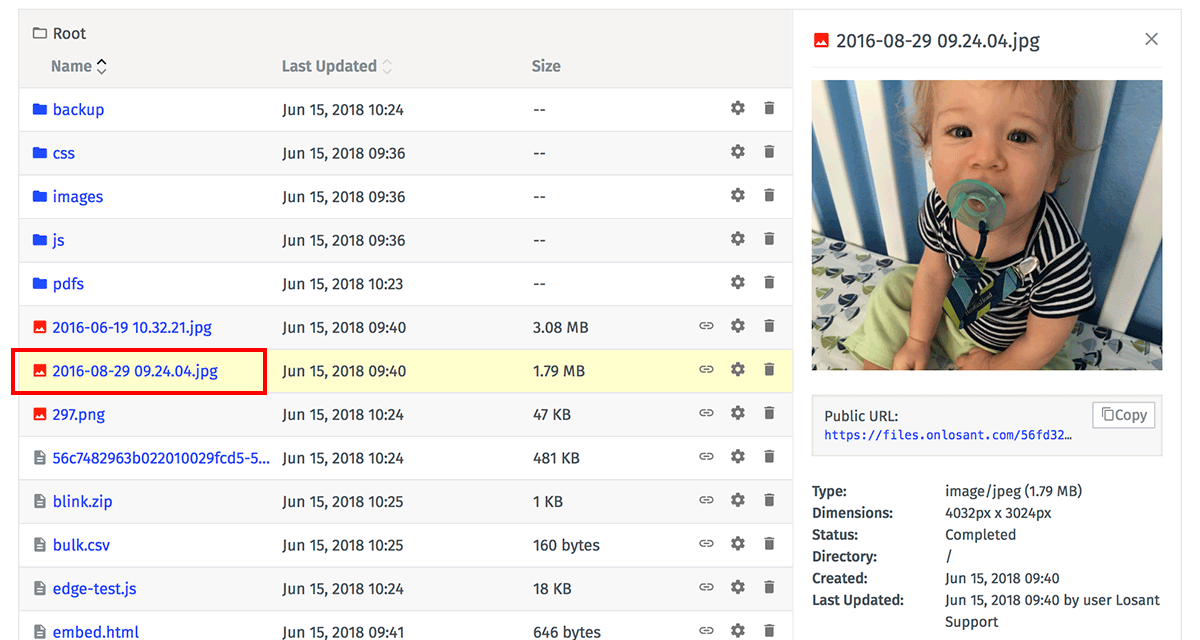 Root
Name Last Updated Size
backup Jun 15, 2018 10:24 --
css Jun 15, 2018 09:36 --
images Jun 15, 2018 09:36 --
js Jun 15, 2018 09:36 --
pdfs Jun 15, 2018 10:23 --
2016-06-19 10.32.21.jpg Jun 15, 2018 09:40 3.08 MB
2016-08-29 09.24.04.jpg Jun 15, 2018 09:40 1.79 MB
297.png Jun 15, 2018 10:24 47 KB
56c7482963b022010029fcd5-5... Jun 15, 2018 10:24 481 KB
blink.zip Jun 15, 2018 10:25 1 KB
bulk.csv Jun 15, 2018 10:25 160 bytes
edge-test.js Jun 15, 2018 10:24 18 KB
embed.html Jun 15, 2018 09:41 646 bytes
2016-08-29 09.24.04.jpg
Public URL:
Copy
https://files.onlosant.com/56fd32…
Type: image/jpeg (1.79 MB)
Dimensions: 4032px x 3024px
Status: Completed
Directory: /
Created: Jun 15, 2018 09:40
Last Updated: Jun 15, 2018 09:40 by user Losant
Support